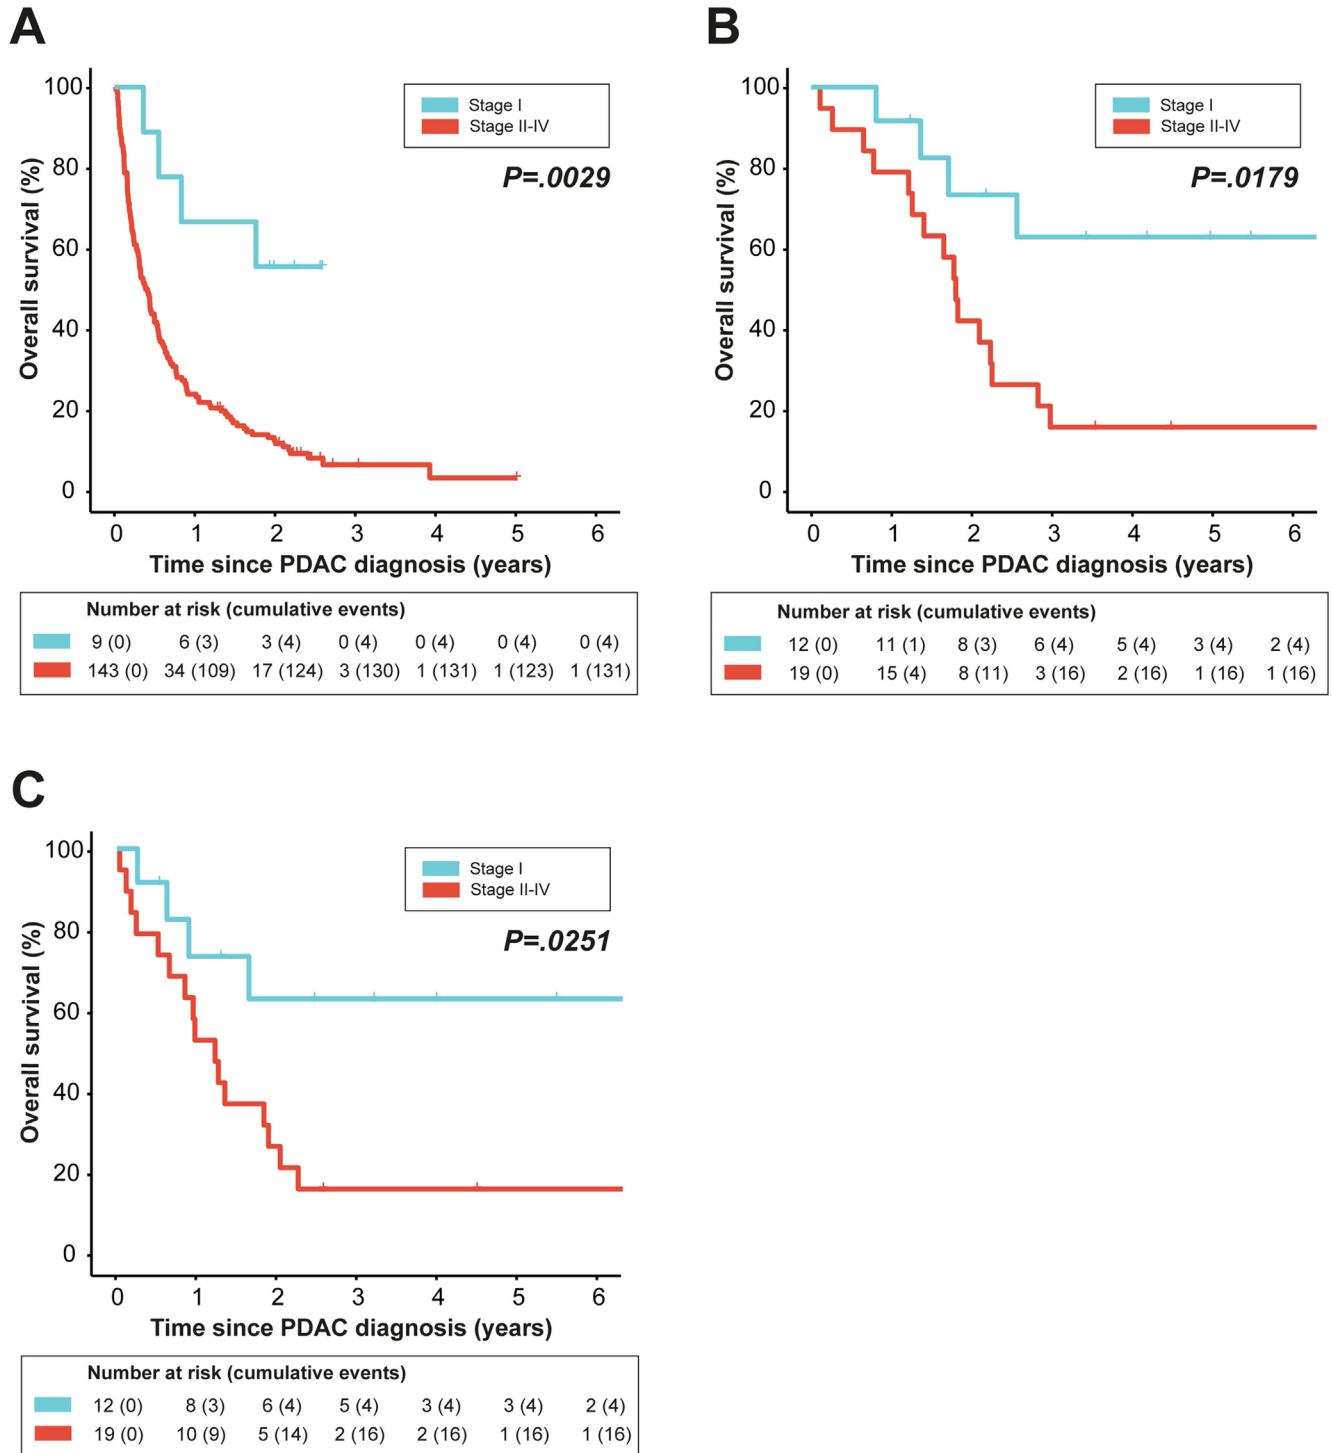 A
100
80
60
40
20
0
Overall survival (%)
Stage I
Stage II-IV
P=.0029
0 1 2 3 4 5 6
Time since PDAC diagnosis (years)
Number at risk (cumulative events)
9 (0) 6 (3) 3 (4) 0 (4) 0 (4) 0 (4) 0 (4)
143 (0) 34 (109) 17 (124) 3 (130) 1 (131) 1 (123) 1 (131)
B
100
80
60
40
20
0
Overall survival (%)
Stage I
Stage II-IV
P=.0179
0 1 2 3 4 5 6
Time since PDAC diagnosis (years)
Number at risk (cumulative events)
12 (0) 11 (1) 8 (3) 6 (4) 5 (4) 3 (4) 2 (4)
19 (0) 15 (4) 8 (11) 3 (16) 2 (16) 1 (16) 1 (16)
C
100
80
60
40
20
0
Overall survival (%)
Stage I
Stage II-IV
P=.0251
0 1 2 3 4 5 6
Time since PDAC diagnosis (years)
Number at risk (cumulative events)
12 (0) 8 (3) 6 (4) 5 (4) 3 (4) 3 (4) 2 (4)
19 (0) 10 (9) 5 (14) 2 (16) 2 (16) 1 (16) 1 (16)